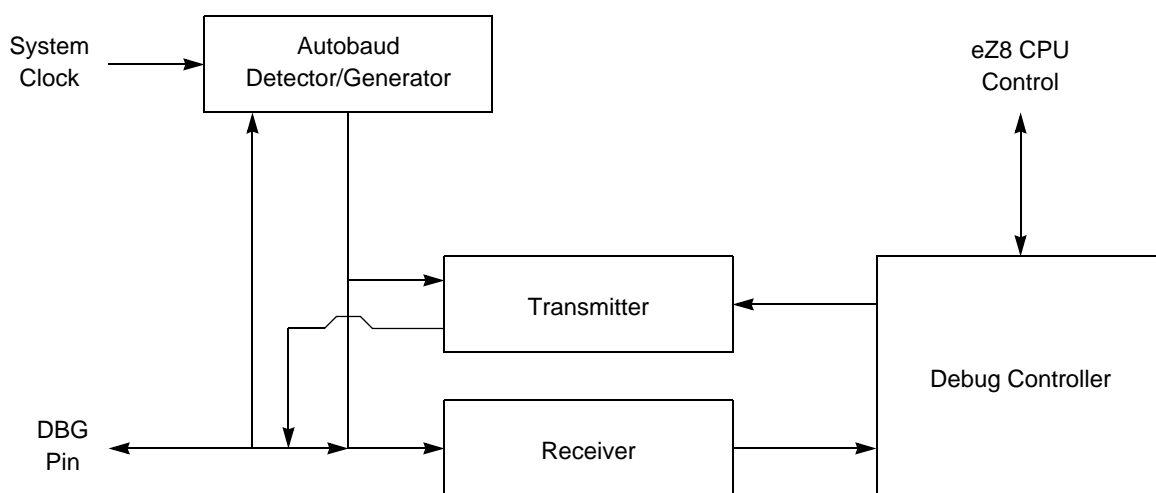 System
Clock
Autobaud
Detector/Generator
eZ8 CPU
Control
Transmitter
Debug Controller
DBG
Pin
Receiver